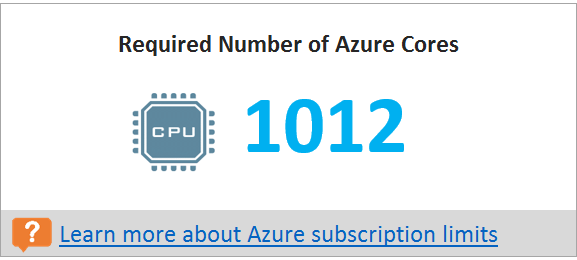 Required Number of Azure Cores
CPU
1012
?
Learn more about Azure subscription limits